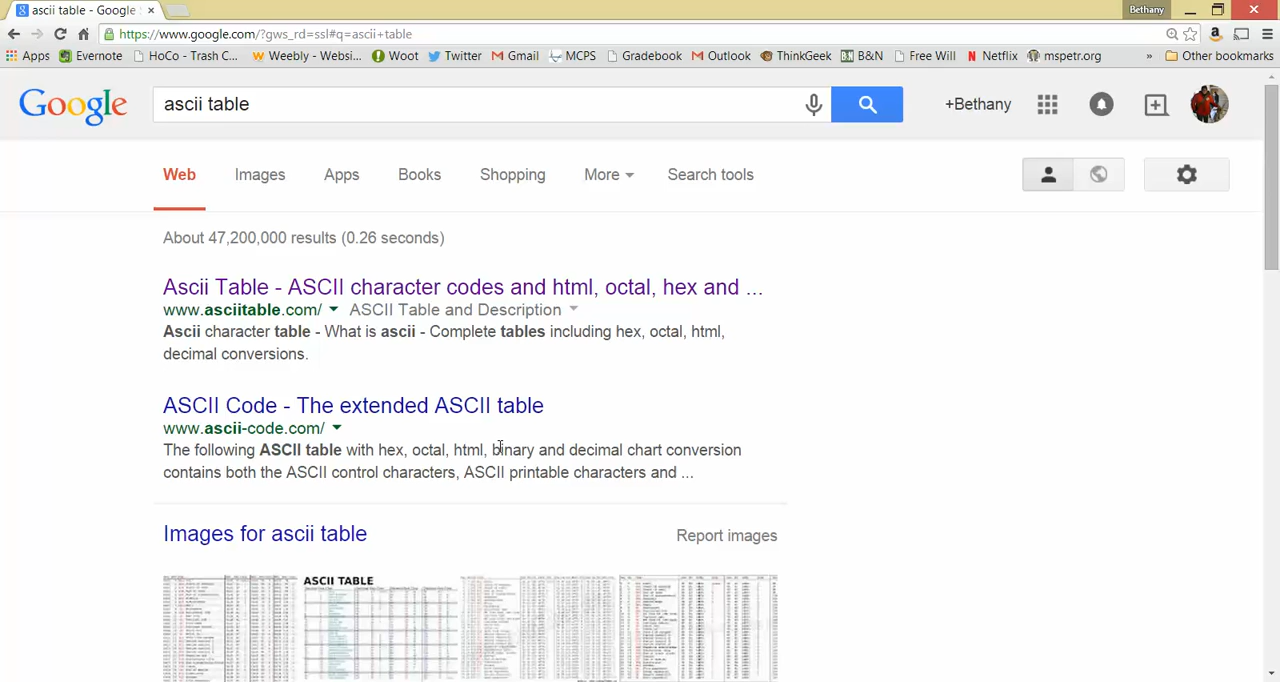 ascii table - Google S
Bethany
https://www.google.com/?gws_rd=ssl#q=ascii+table
Apps Evernote HoCo - Trash C... Weebly - Websi... Woot Twitter Gmail MCPS Gradebook Outlook ThinkGeek B&N Free Will Netflix mspetr.org » Other bookmarks
Google ascii table +Bethany
Web Images Apps Books Shopping More Search tools
About 47,200,000 results (0.26 seconds)
Ascii Table - ASCII character codes and html, octal, hex and ...
www.asciitable.com/ ASCII Table and Description
Ascii character table - What is ascii - Complete tables including hex, octal, html,
decimal conversions.
ASCII Code - The extended ASCII table
www.ascii-code.com/
The following ASCII table with hex, octal, html, binary and decimal chart conversion
contains both the ASCII control characters, ASCII printable characters and ...
Images for ascii table Report images
ASCII TABLE